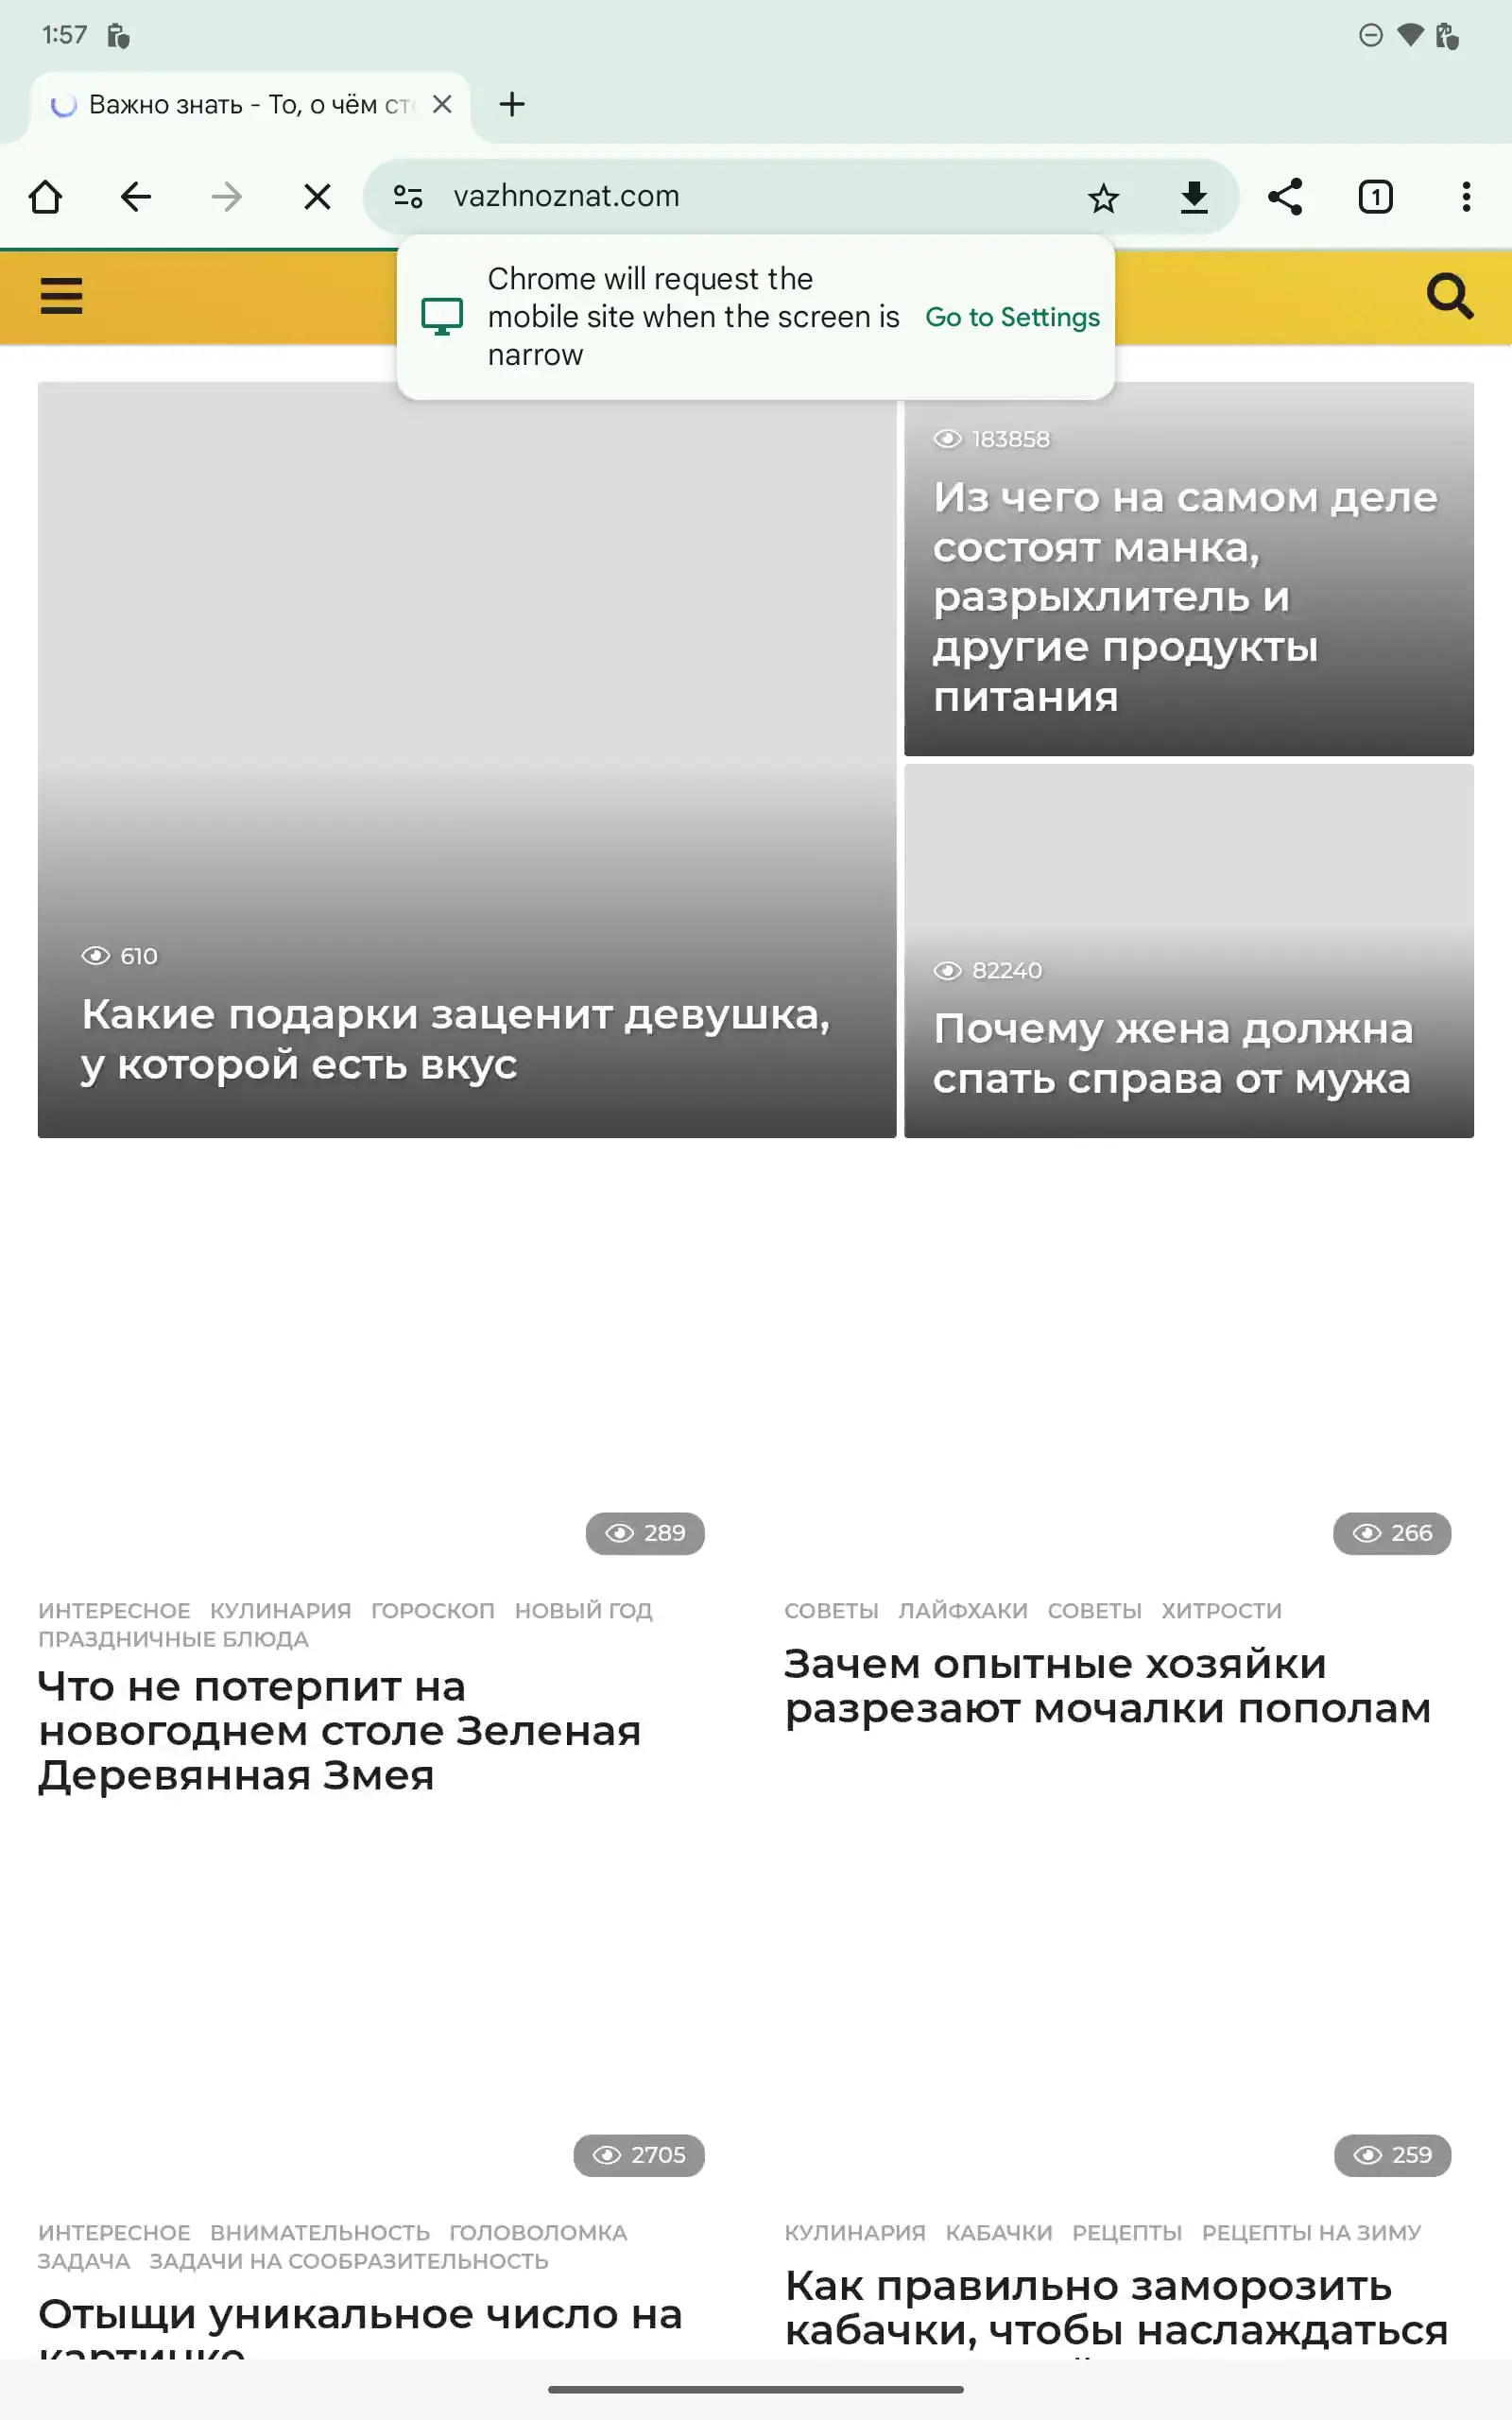 1:57
Важно знать - То, о чём сто
vazhnoznat.com
1
Chrome will request the
mobile site when the screen is
narrow
Go to Settings
183858
Из чего на самом деле
состоят манка,
разрыхлитель и
другие продукты
питания
610
Какие подарки заценит девушка,
у которой есть вкус
82240
Почему жена должна
спать справа от мужа
289
ИНТЕРЕСНОЕ КУЛИНАРИЯ ГОРОСКОП НОВЫЙ ГОД
ПРАЗДНИЧНЫЕ БЛЮДА
Что не потерпит на
новогоднем столе Зеленая
Деревянная Змея
266
СОВЕТЫ ЛАЙФХАКИ СОВЕТЫ ХИТРОСТИ
Зачем опытные хозяйки
разрезают мочалки пополам
2705
ИНТЕРЕСНОЕ ВНИМАТЕЛЬНОСТЬ ГОЛОВОЛОМКА
ЗАДАЧА ЗАДАЧИ НА СООБРАЗИТЕЛЬНОСТЬ
Отыщи уникальное число на
картинке
259
КУЛИНАРИЯ КАБАЧКИ РЕЦЕПТЫ РЕЦЕПТЫ НА ЗИМУ
Как правильно заморозить
кабачки, чтобы наслаждаться